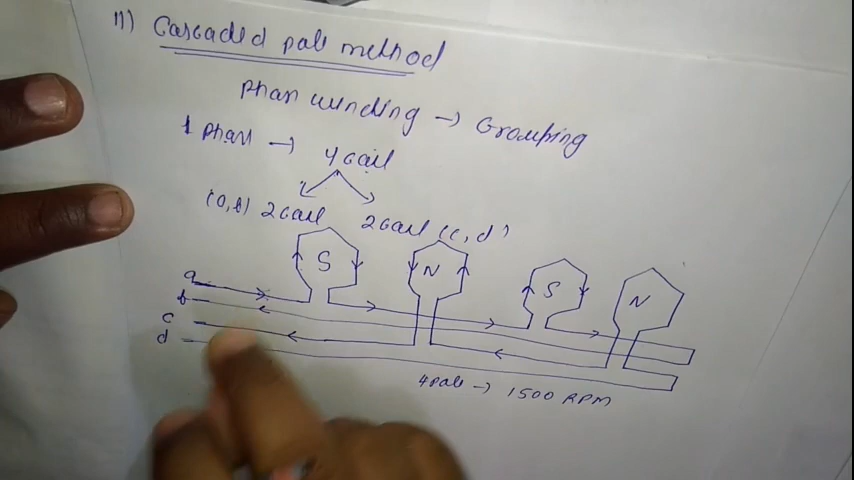 11) Cascaded pole method
phase winding → Grouping
1 phase → 4 coil
(a,b) 2 coil 2 coil (c,d)
S N S N
a
b
c
d
4 pole → 1500 RPM